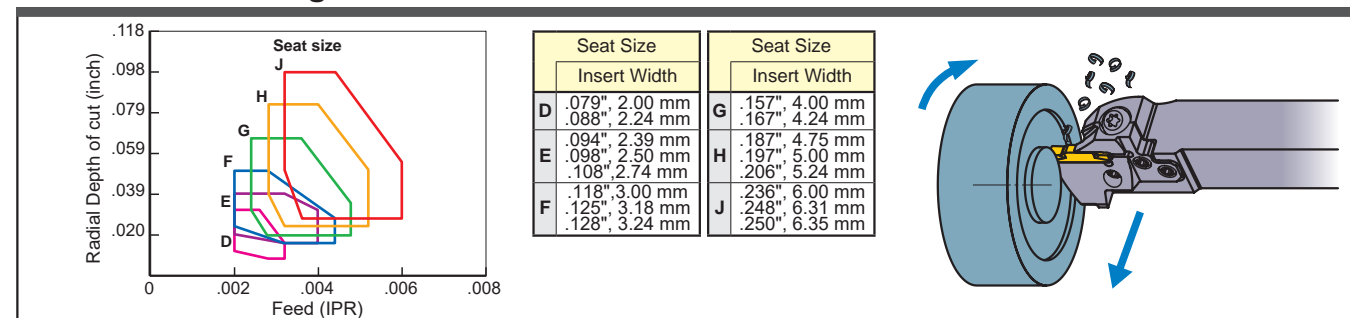 .118
.098
.079
.059
.039
.020
Radial Depth of cut (inch)
Seat size
J
H
G
F
E
D
0
.002
.004
.006
.008
Feed (IPR)
Seat Size
Insert Width
D
.079", 2.00 mm
.088", 2.24 mm
E
.094", 2.39 mm
.098", 2.50 mm
.108",2.74 mm
F
.118",3.00 mm
.125", 3.18 mm
.128", 3.24 mm
Seat Size
Insert Width
G
.157", 4.00 mm
.167", 4.24 mm
H
.187", 4.75 mm
.197", 5.00 mm
.206", 5.24 mm
J
.236", 6.00 mm
.248", 6.31 mm
.250", 6.35 mm